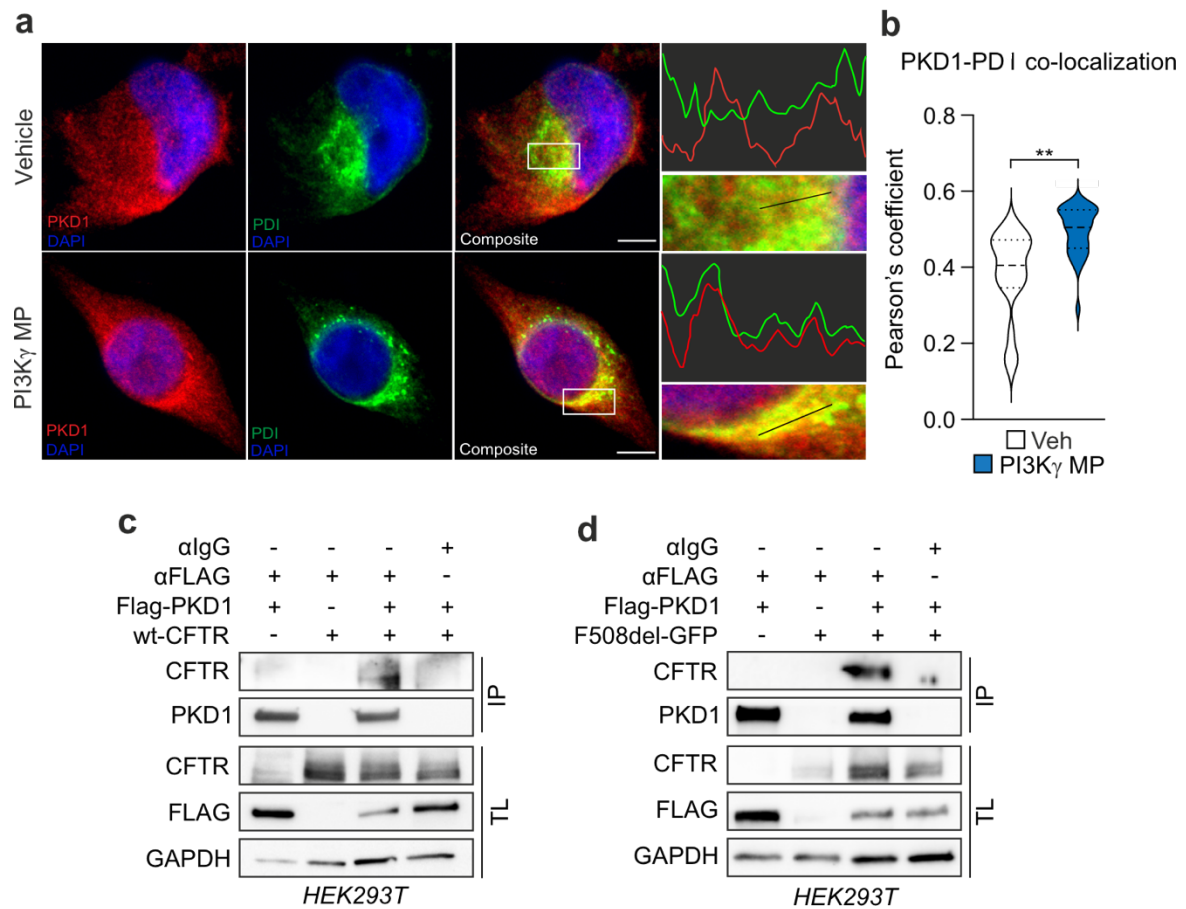 a
Vehicle
PKD1
DAPI
PDI
DAPI
Composite
PI3Kγ MP
PKD1
DAPI
PDI
DAPI
Composite
b
PKD1-PD I co-localization
Pearson's coefficient
0.8
0.6
0.4
0.2
0.0
**
Veh
PI3Kγ MP
c
αIgG - - - +
αFLAG + + + -
Flag-PKD1 + - + +
wt-CFTR - + + +
CFTR
PKD1
IP
CFTR
FLAG
GAPDH
TL
HEK293T
d
αIgG - - - +
αFLAG + + + -
Flag-PKD1 + - + +
F508del-GFP - + + +
CFTR
PKD1
IP
CFTR
FLAG
GAPDH
TL
HEK293T